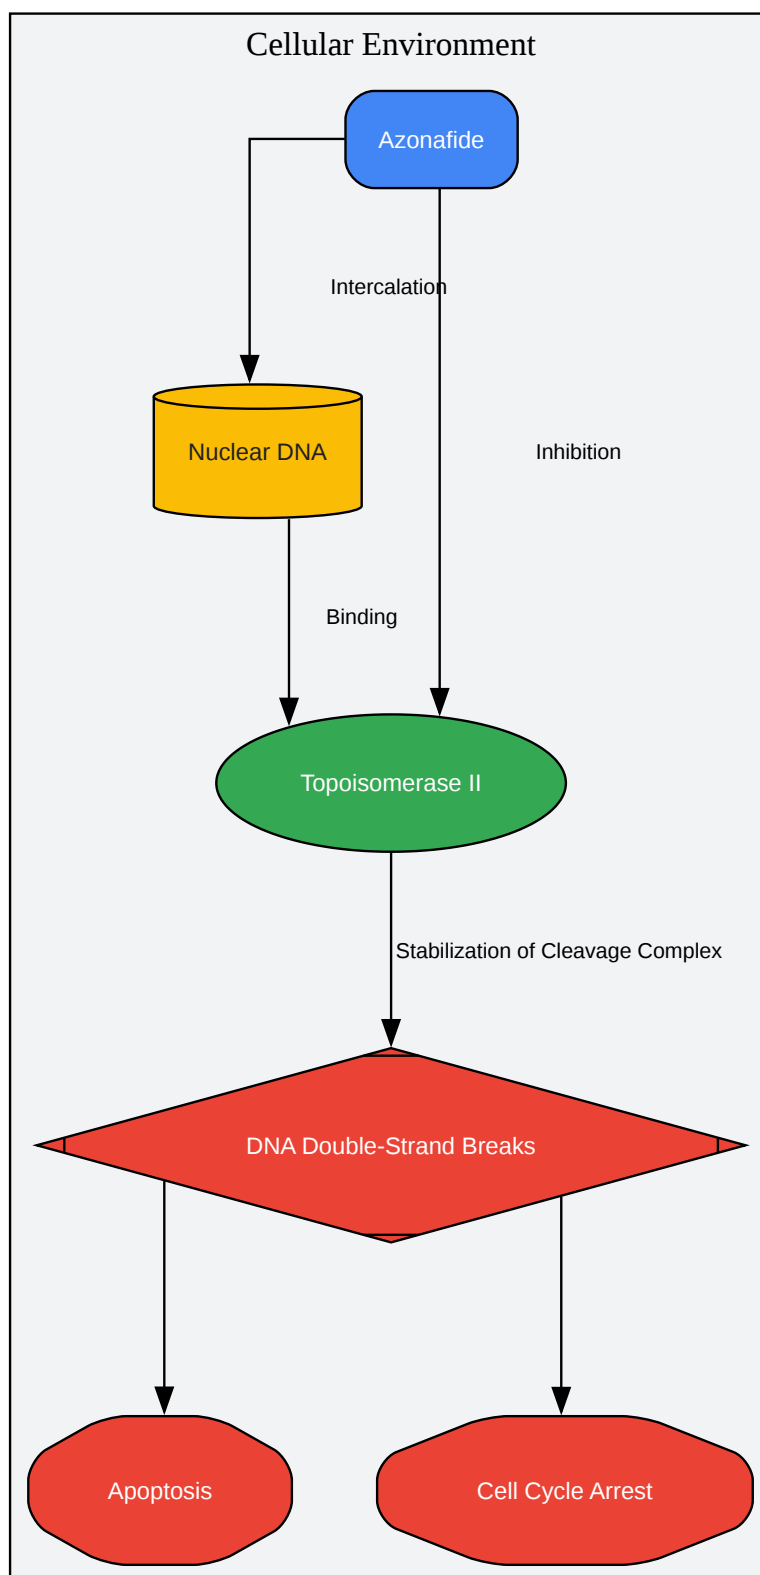 Cellular Environment
Azonafide
Intercalation
Nuclear DNA
Inhibition
Binding
Topoisomerase II
Stabilization of Cleavage Complex
DNA Double-Strand Breaks
Apoptosis
Cell Cycle Arrest